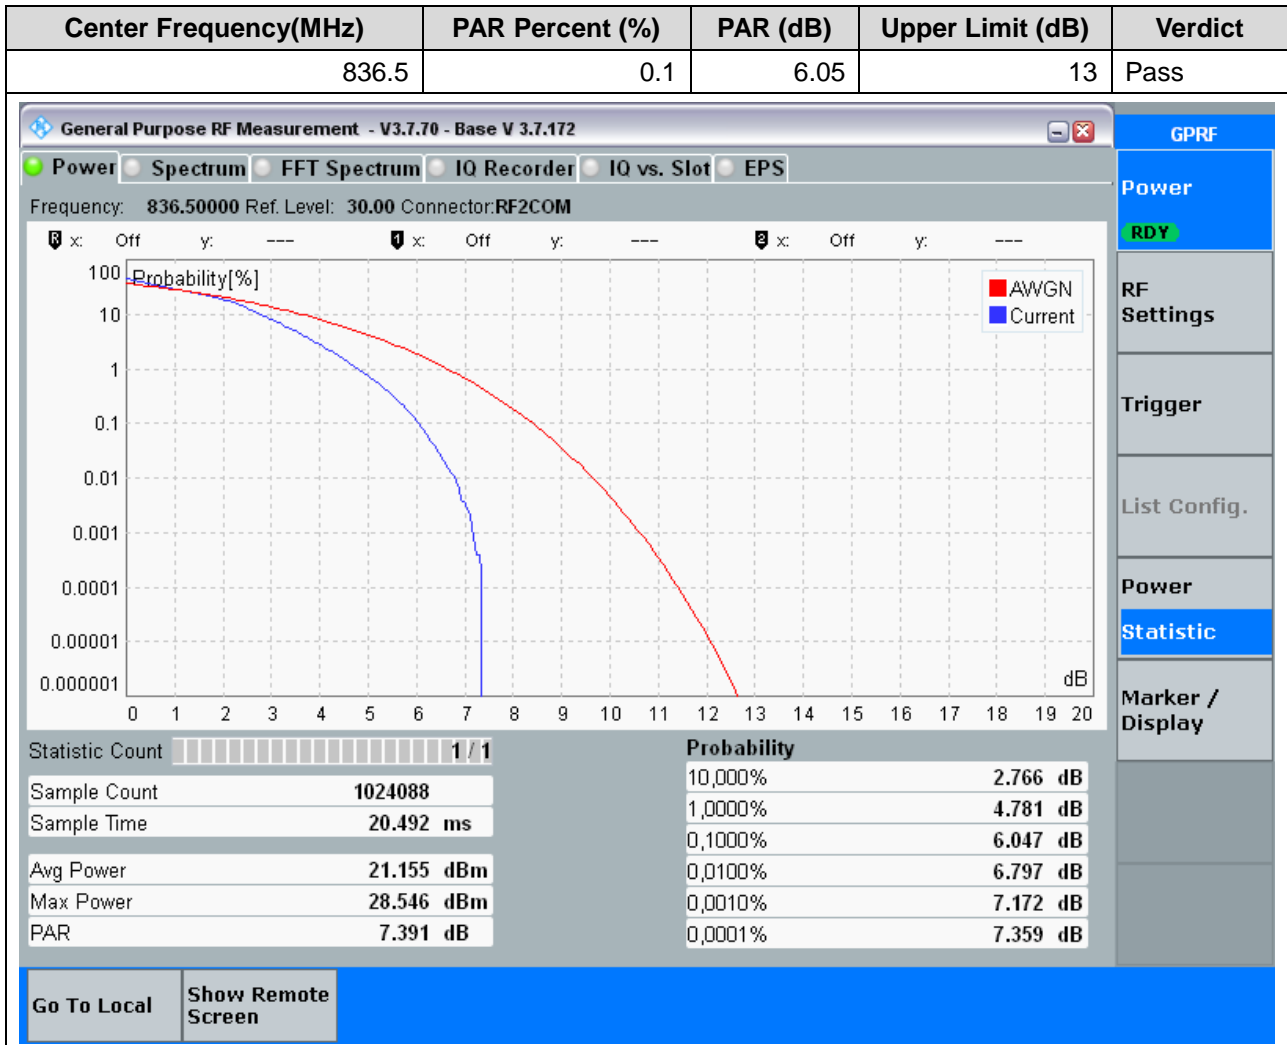 Center Frequency(MHz) PAR Percent (%) PAR (dB) Upper Limit (dB) Verdict
836.5 0.1 6.05 13 Pass
General Purpose RF Measurement - V3.7.70 - Base V 3.7.172
GPRF
Power Spectrum FFT Spectrum IQ Recorder IQ vs. Slot EPS
Frequency: 836.50000 Ref. Level: 30.00 Connector:RF2COM
R x: Off y: --- 1 x: Off y: --- 2 x: Off y: ---
Probability[%]
AWGN
Current
100
10
1
0.1
0.01
0.001
0.0001
0.00001
0.000001
dB
0 1 2 3 4 5 6 7 8 9 10 11 12 13 14 15 16 17 18 19 20
Power
RDY
RF
Settings
Trigger
List Config.
Power
Statistic
Marker /
Display
Statistic Count 1 / 1
Sample Count 1024088
Sample Time 20.492 ms
Avg Power 21.155 dBm
Max Power 28.546 dBm
PAR 7.391 dB
Probability
10,000% 2.766 dB
1,0000% 4.781 dB
0,1000% 6.047 dB
0,0100% 6.797 dB
0,0010% 7.172 dB
0,0001% 7.359 dB
Go To Local
Show Remote
Screen